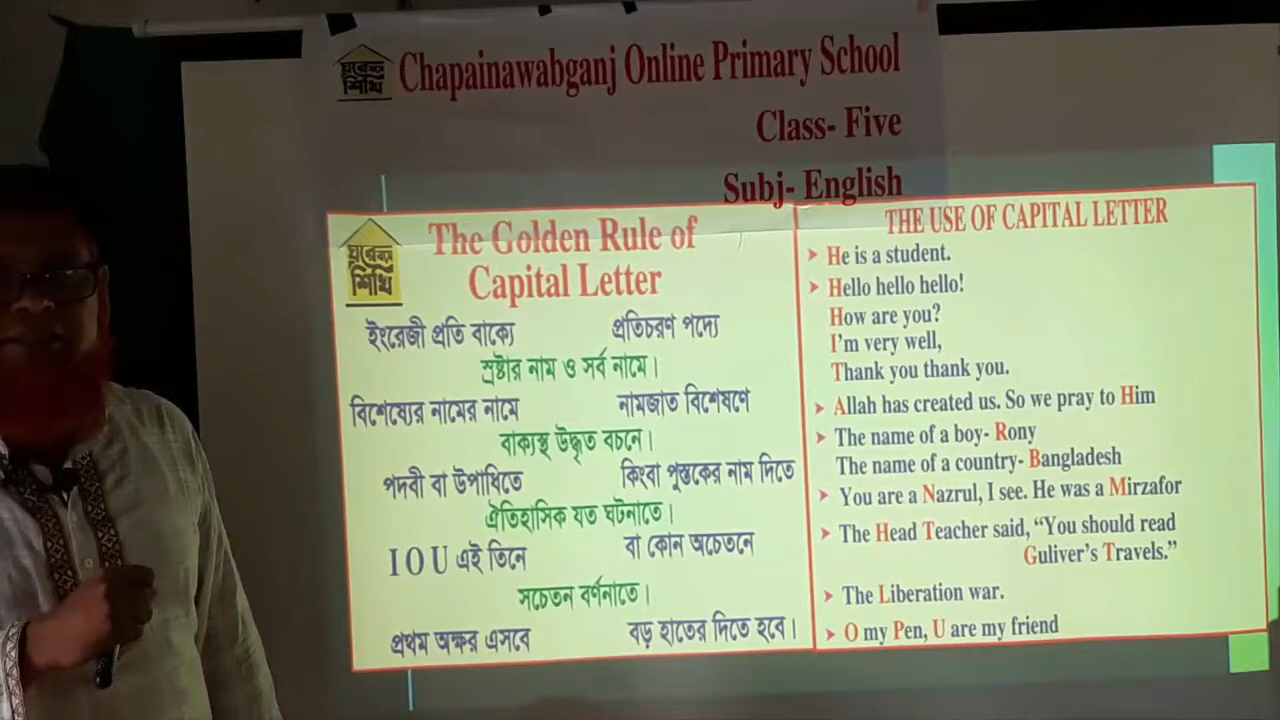 ঘরে বসে শিখি
Chapainawabganj Online Primary School
Class- Five
Subj- English
ঘরে বসে শিখি
The Golden Rule of
Capital Letter
ইংরেজী প্রতি বাক্যে প্রতিচরণ পদ্যে
স্রষ্টার নাম ও সর্ব নামে।
বিশেষ্যের নামের নামে নামজাত বিশেষণে
বাক্যস্থ উদ্ধৃত বচনে।
পদবী বা উপাধিতে কিংবা পুস্তকের নাম দিতে
ঐতিহাসিক যত ঘটনাতে।
I O U এই তিনে বা কোন অচেতনে
সচেতন বর্ণনাতে।
প্রথম অক্ষর এসবে বড় হাতের দিতে হবে।
THE USE OF CAPITAL LETTER
➤ He is a student.
➤ Hello hello hello!
How are you?
I'm very well,
Thank you thank you.
➤ Allah has created us. So we pray to Him
➤ The name of a boy- Rony
The name of a country- Bangladesh
➤ You are a Nazrul, I see. He was a Mirzafor
➤ The Head Teacher said, “You should read
Guliver's Travels.”
➤ The Liberation war.
➤ O my Pen, U are my friend